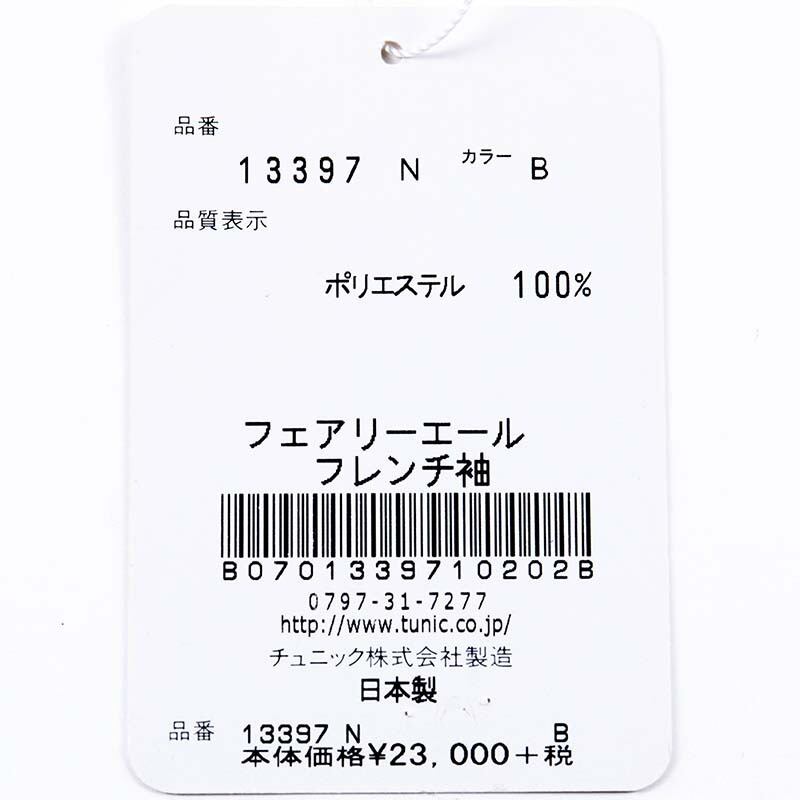 品番
13397 N カラー B
品質表示
ポリエステル 100%
フェアリーエール
フレンチ袖
B0701339710202B
0797-31-7277
http://www.tunic.co.jp/
チュニック株式会社製造
日本製
品番 13397 N B
本体価格¥23,000+税